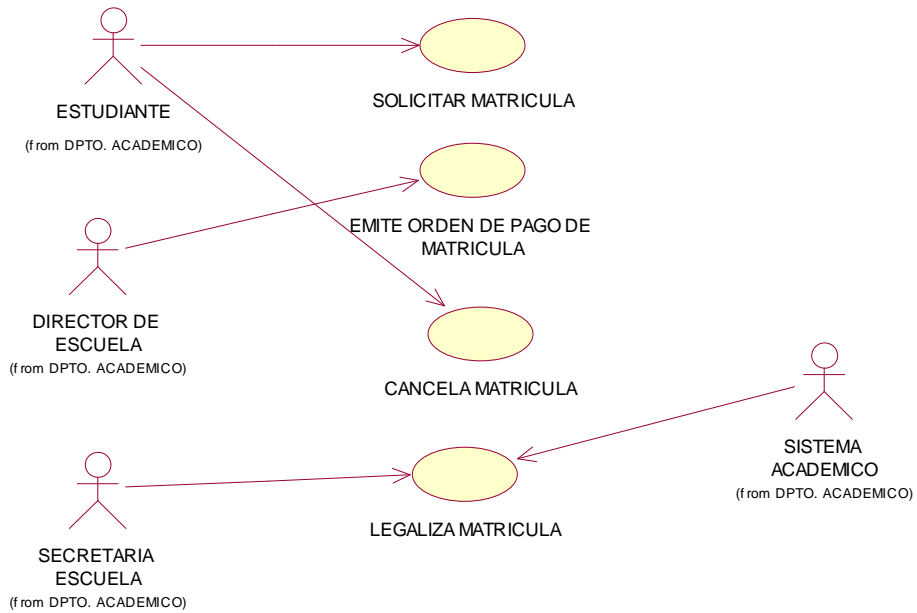 SOLICITAR MATRICULA
ESTUDIANTE
(from DPTO. ACADEMICO)
EMITE ORDEN DE PAGO DE
MATRICULA
DIRECTOR DE
ESCUELA
(from DPTO. ACADEMICO)
CANCELA MATRICULA
SISTEMA
ACADEMICO
(from DPTO. ACADEMICO)
LEGALIZA MATRICULA
SECRETARIA
ESCUELA
(from DPTO. ACADEMICO)